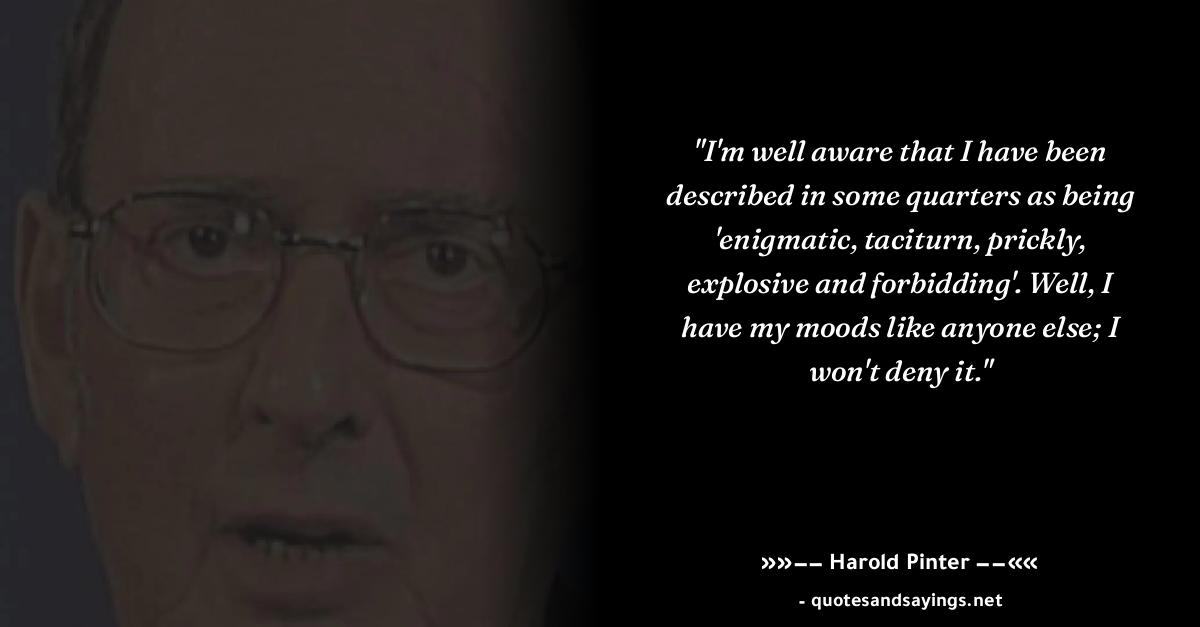 "I'm well aware that I have been
described in some quarters as being
'enigmatic, taciturn, prickly,
explosive and forbidding'. Well, I
have my moods like anyone else; I
won't deny it."
»»–– Harold Pinter ––««
- quotesandsayings.net